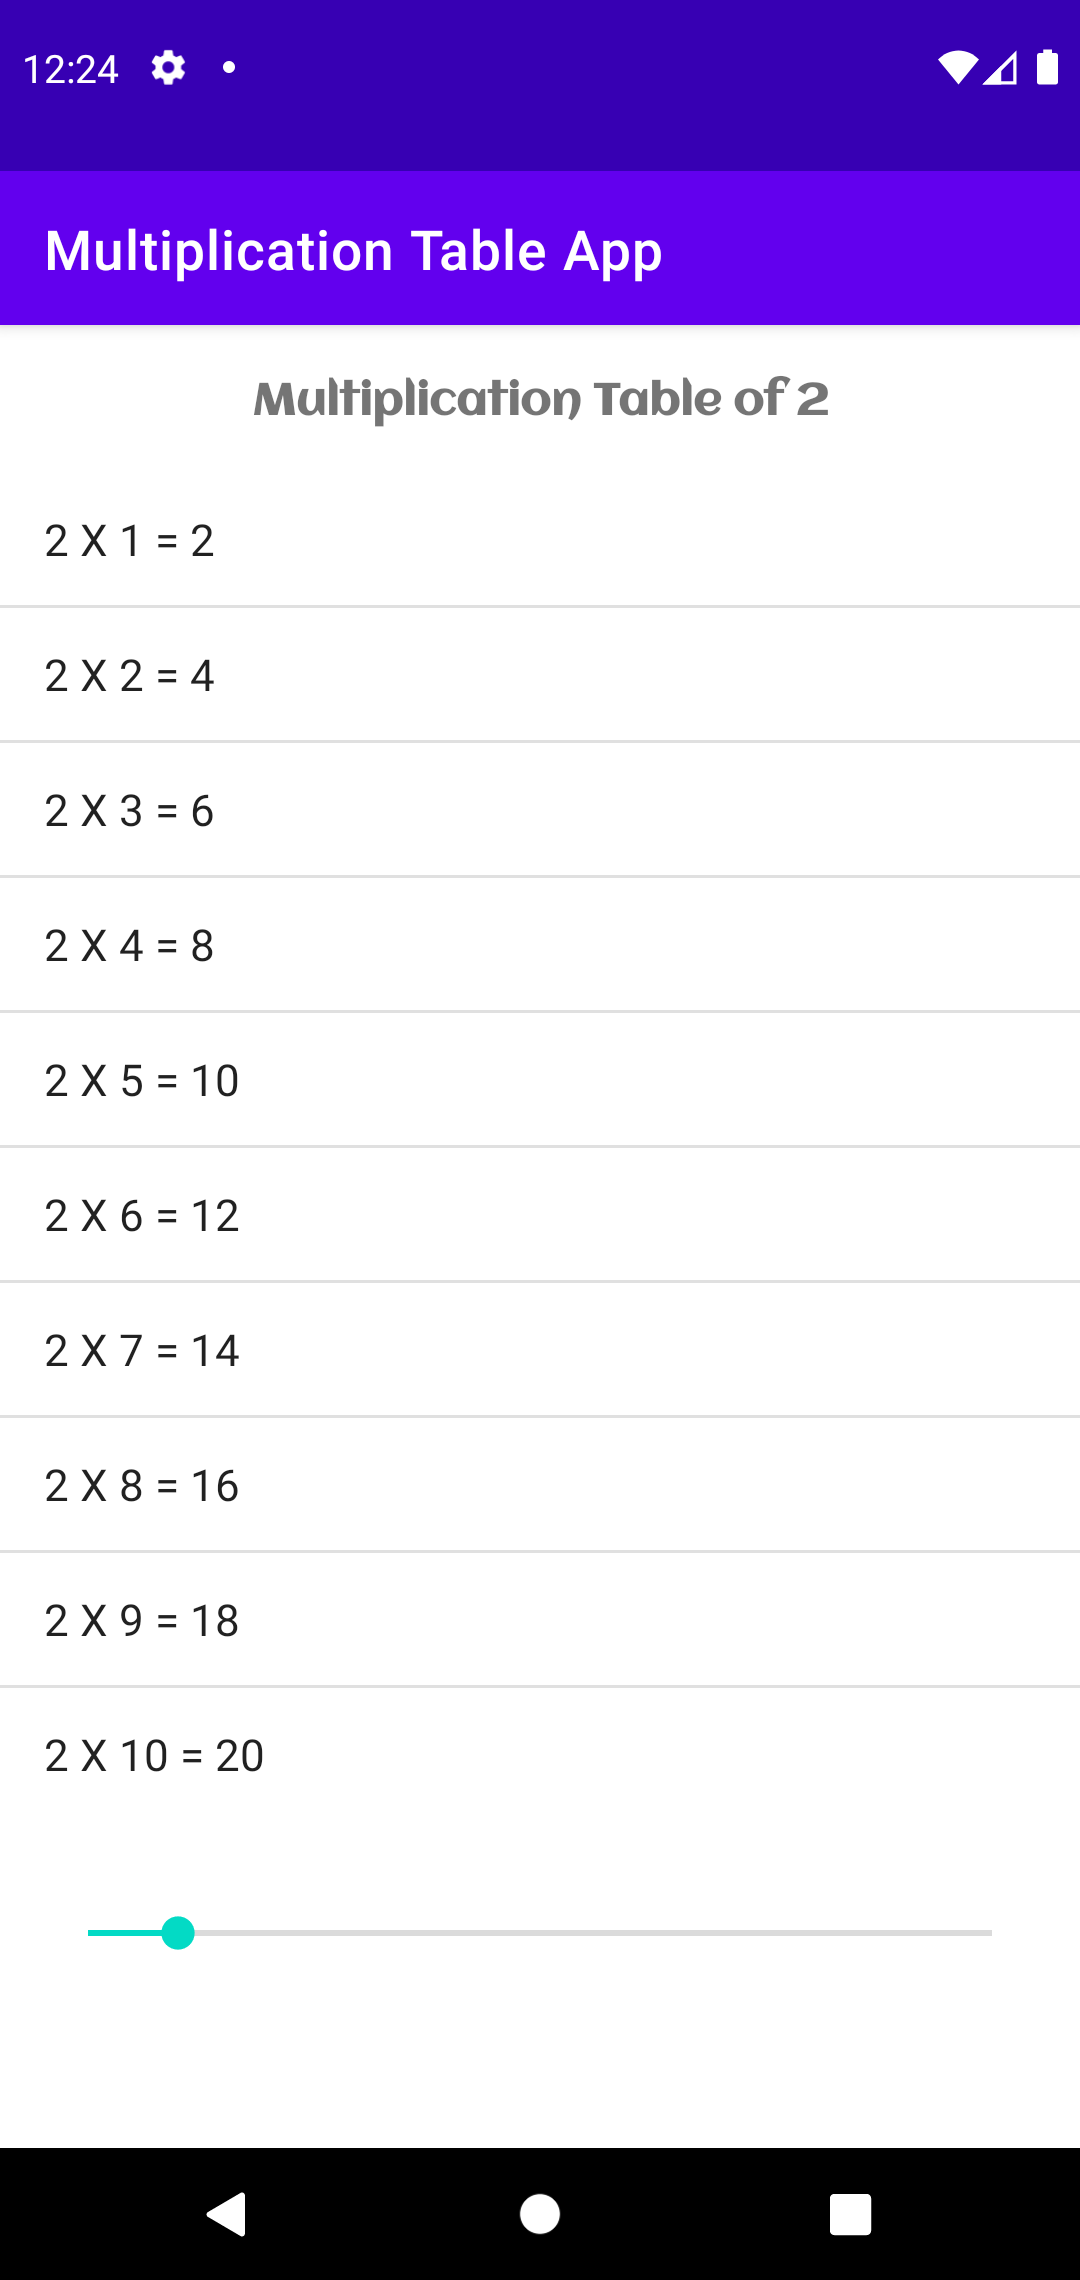 12:24
Multiplication Table App
Multiplication Table of 2
2 X 1 = 2
2 X 2 = 4
2 X 3 = 6
2 X 4 = 8
2 X 5 = 10
2 X 6 = 12
2 X 7 = 14
2 X 8 = 16
2 X 9 = 18
2 X 10 = 20